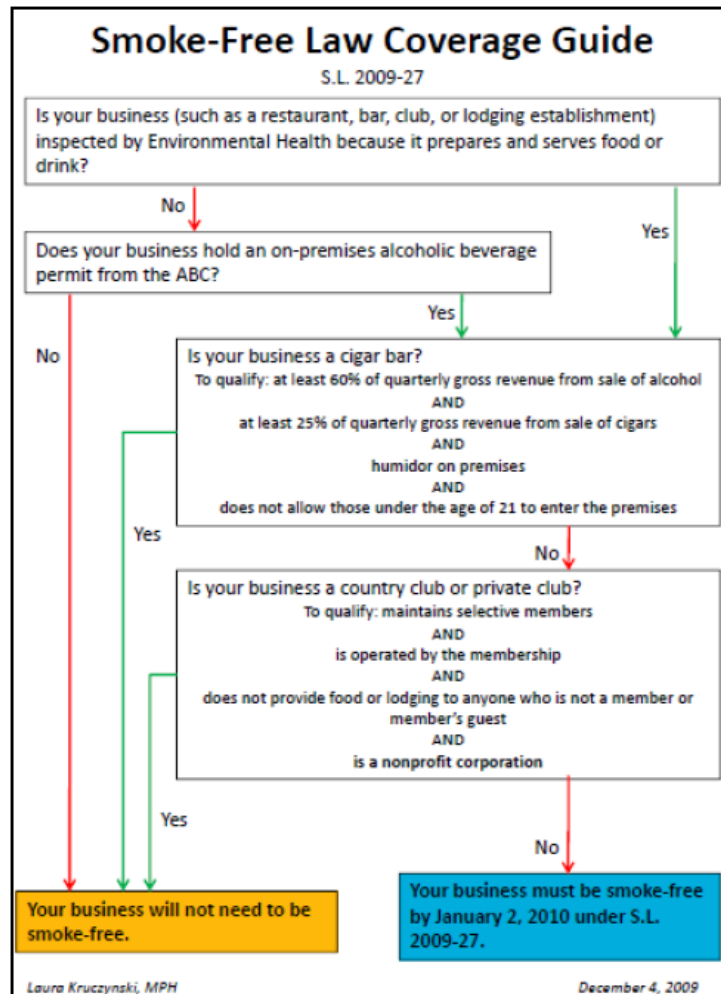 Smoke-Free Law Coverage Guide
S.L. 2009-27
Is your business (such as a restaurant, bar, club, or lodging establishment)
inspected by Environmental Health because it prepares and serves food or
drink?
No
Yes
Does your business hold an on-premises alcoholic beverage
permit from the ABC?
No
Yes
Is your business a cigar bar?
To qualify: at least 60% of quarterly gross revenue from sale of alcohol
AND
at least 25% of quarterly gross revenue from sale of cigars
AND
humidor on premises
AND
does not allow those under the age of 21 to enter the premises
Yes
No
Is your business a country club or private club?
To qualify: maintains selective members
AND
is operated by the membership
AND
does not provide food or lodging to anyone who is not a member or
member's guest
AND
is a nonprofit corporation
Yes
No
Your business will not need to be
smoke-free.
Your business must be smoke-free
by January 2, 2010 under S.L.
2009-27.
Laura Kruczynski, MPH
December 4, 2009